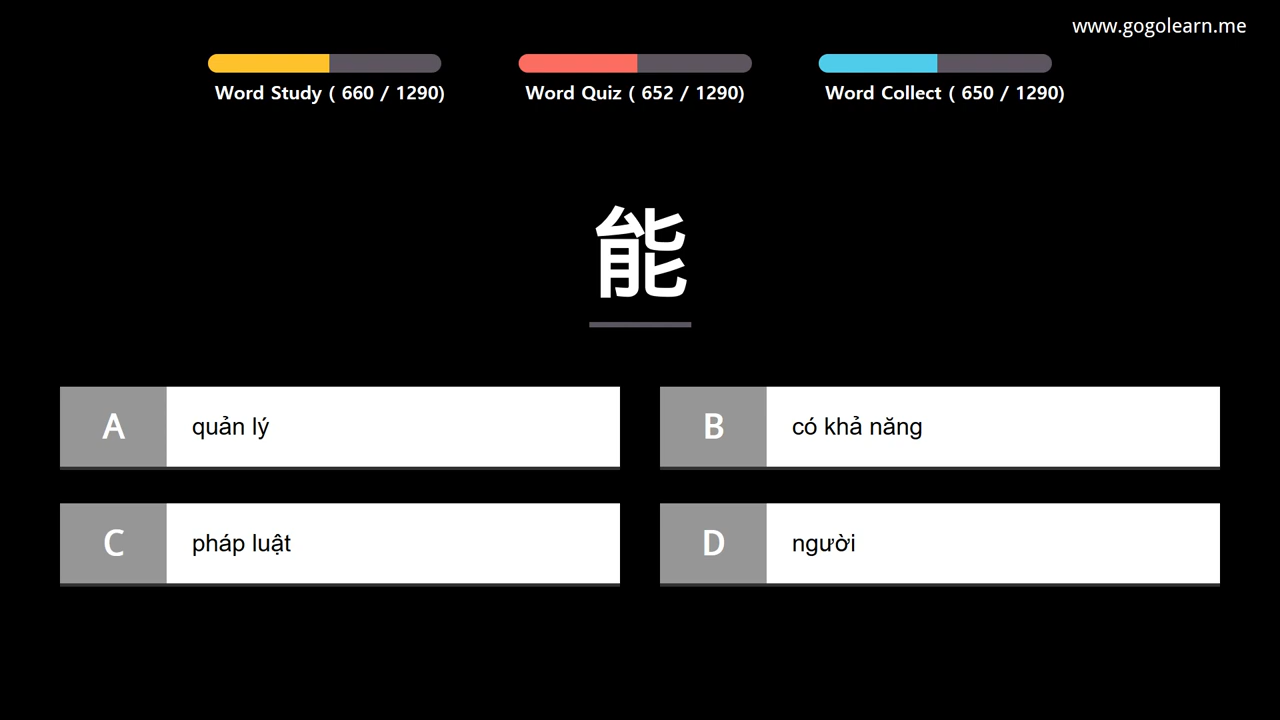 www.gogolearn.me
Word Study ( 660 / 1290)
Word Quiz ( 652 / 1290)
Word Collect ( 650 / 1290)
能
A quản lý
B có khả năng
C pháp luật
D người